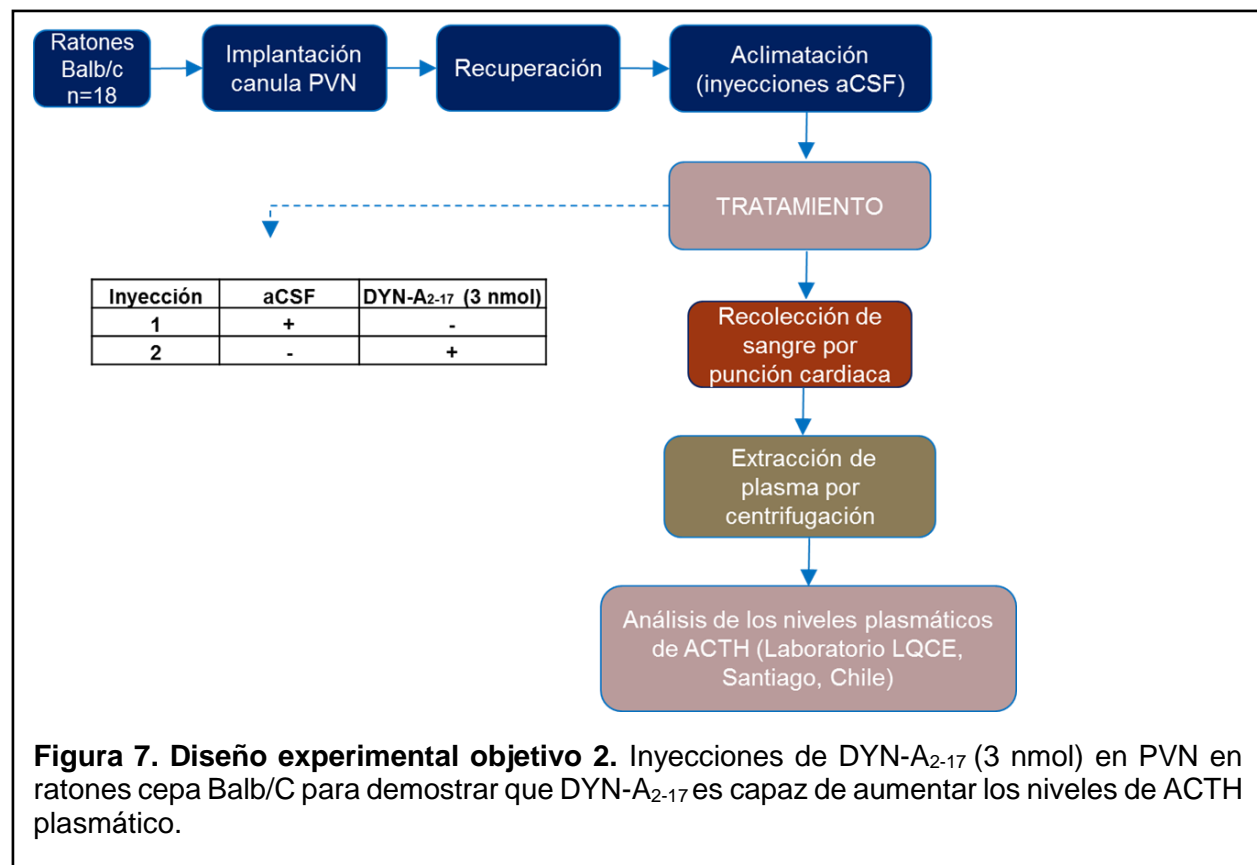 Ratones
Balb/c
n=18
Implantación
canula PVN
Recuperación
Aclimatación
(inyecciones aCSF)
TRATAMIENTO
Inyección aCSF DYN-A2-17 (3 nmol)
1 + -
2 - +
Recolección de
sangre por
punción cardiaca
Extracción de
plasma por
centrifugación
Análisis de los niveles plasmáticos
de ACTH (Laboratorio LQCE,
Santiago, Chile)
Figura 7. Diseño experimental objetivo 2. Inyecciones de DYN-A2-17 (3 nmol) en PVN en
ratones cepa Balb/C para demostrar que DYN-A2-17 es capaz de aumentar los niveles de ACTH
plasmático.